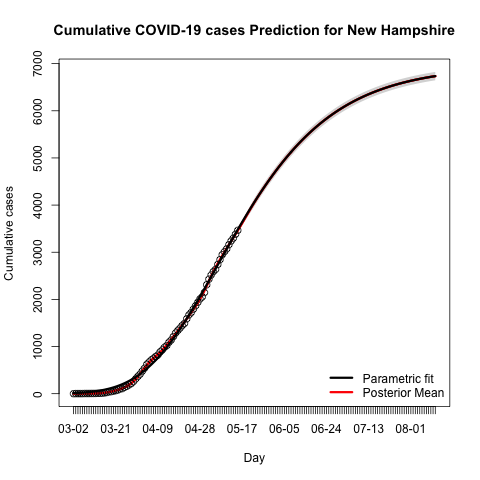 Cumulative COVID-19 cases Prediction for New Hampshire
Cumulative cases
7000
6000
5000
4000
3000
2000
1000
0
Parametric fit
Posterior Mean
03-02 03-21 04-09 04-28 05-17 06-05 06-24 07-13 08-01
Day